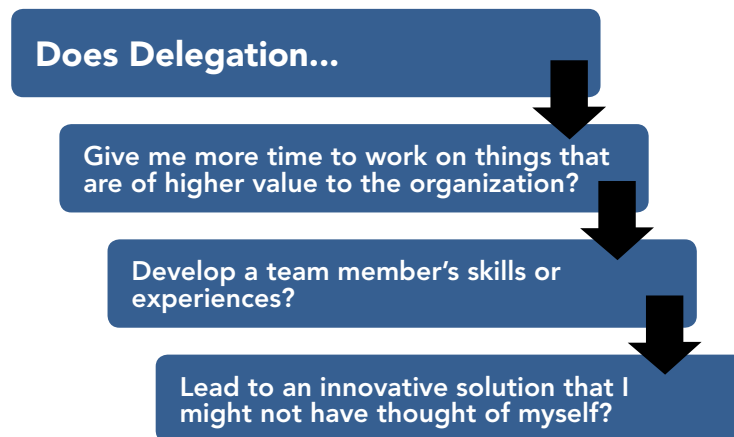 Does Delegation...
Give me more time to work on things that
are of higher value to the organization?
Develop a team member’s skills or
experiences?
Lead to an innovative solution that I
might not have thought of myself?